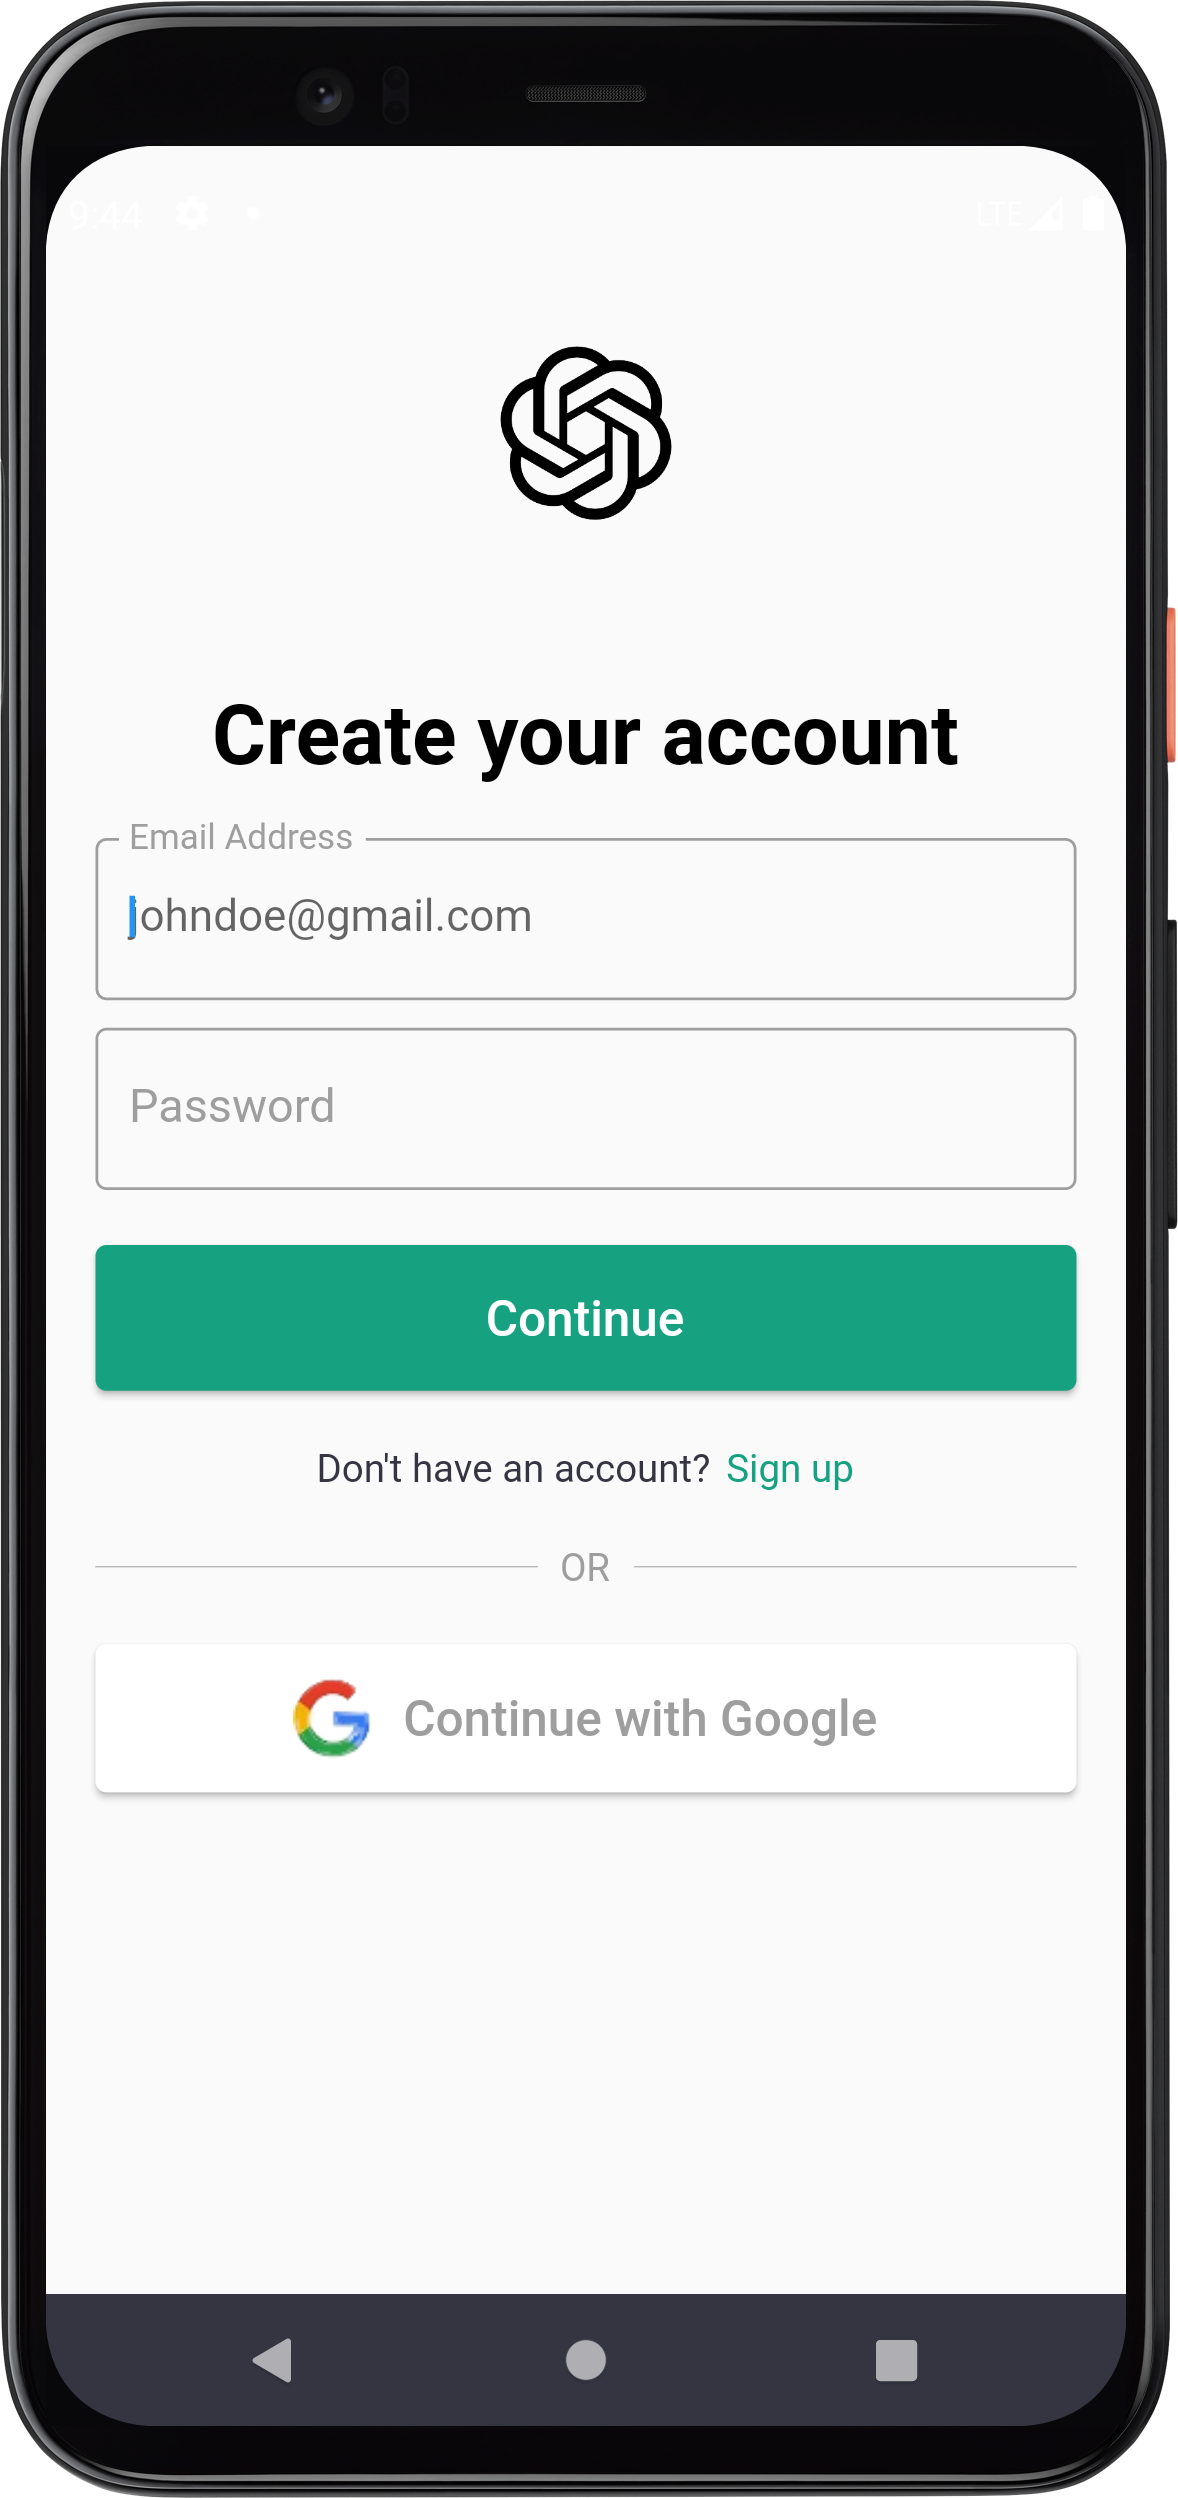 9:44 LTE
Create your account
Email Address
johndoe@gmail.com
Password
Continue
Don't have an account? Sign up
OR
Continue with Google